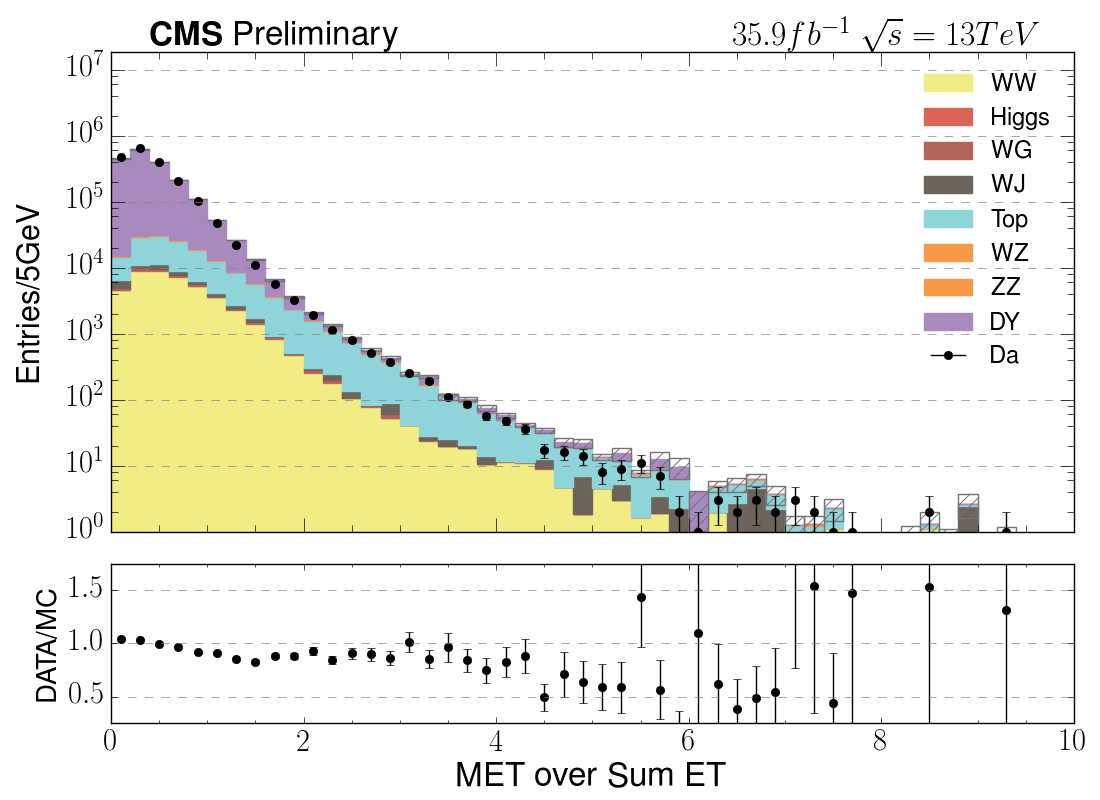 CMS Preliminary 35.9fb⁻¹ √s = 13TeV
10⁷
10⁶
10⁵
10⁴
10³
10²
10¹
10⁰
Entries/5GeV
WW
Higgs
WG
WJ
Top
WZ
ZZ
DY
Da
1.5
1.0
0.5
DATA/MC
0 2 4 6 8 10
MET over Sum ET